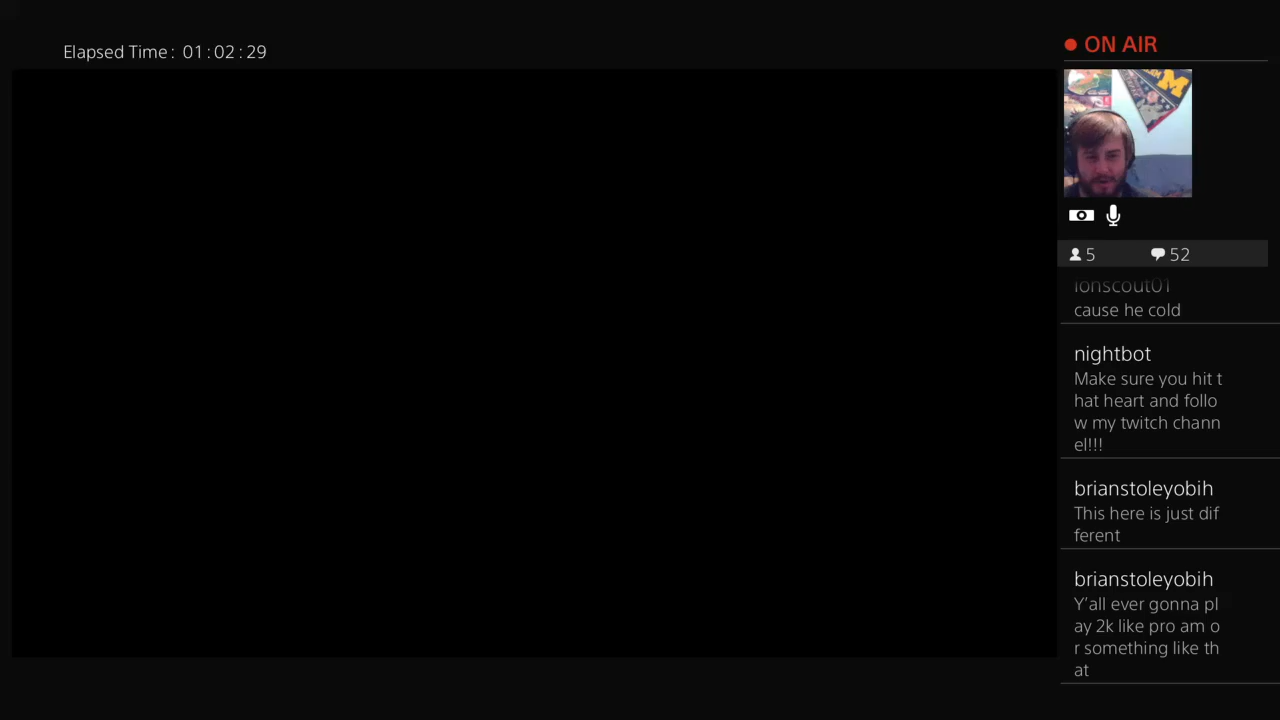 Elapsed Time: 01:02:29
ON AIR
M
5 52
ionscout01
cause he cold
nightbot
Make sure you hit t
hat heart and follo
w my twitch chann
el!!!
brianstoleyobih
This here is just dif
ferent
brianstoleyobih
Y'all ever gonna pl
ay 2k like pro am o
r something like th
at